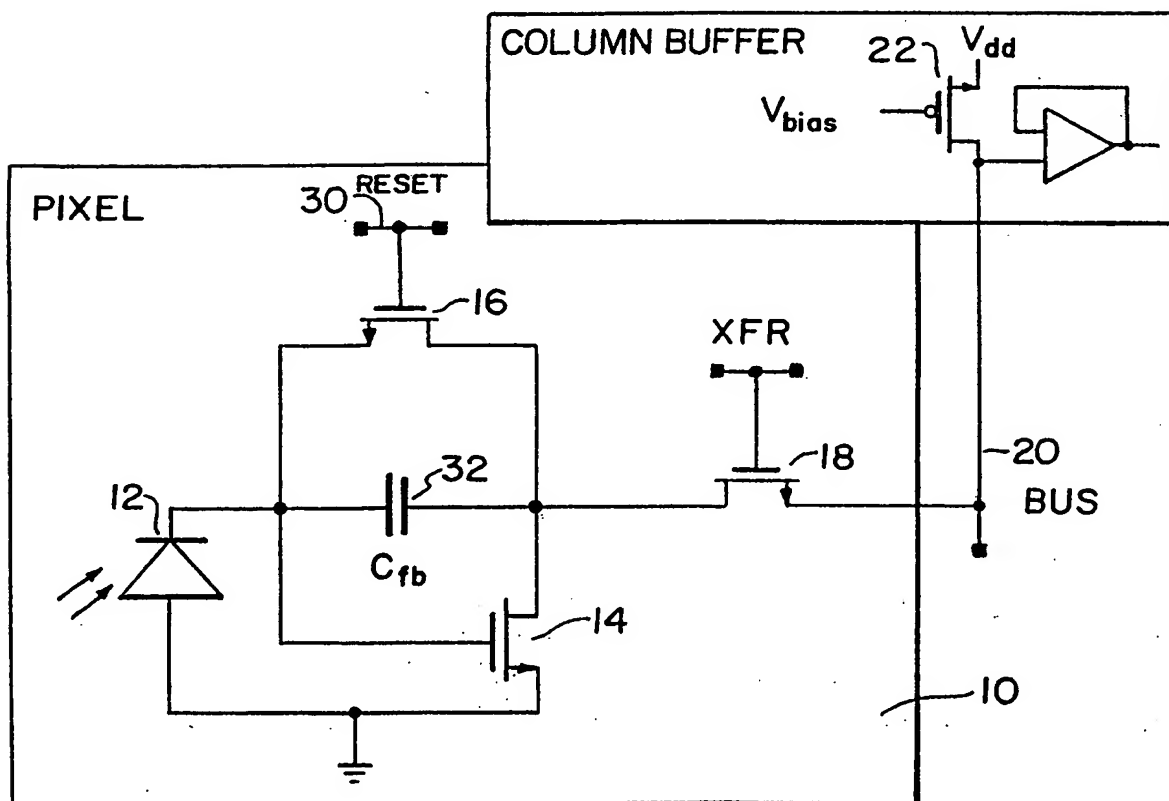 COLUMN BUFFER
22
Vdd
Vbias
PIXEL
RESET
30
16
XFR
18
32
12
Cfb
20
BUS
14
10